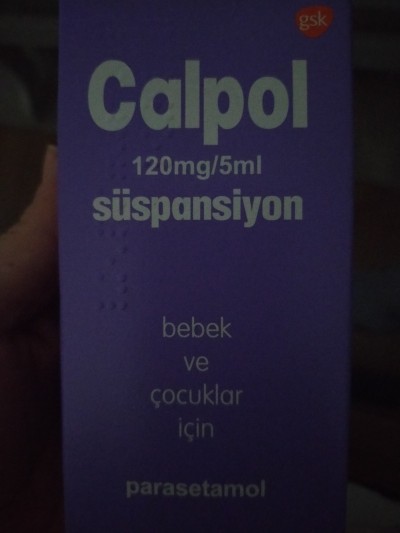 gsk
Calpol
120mg/5ml
süspansiyon
bebek
ve
çocuklar
için
parasetamol